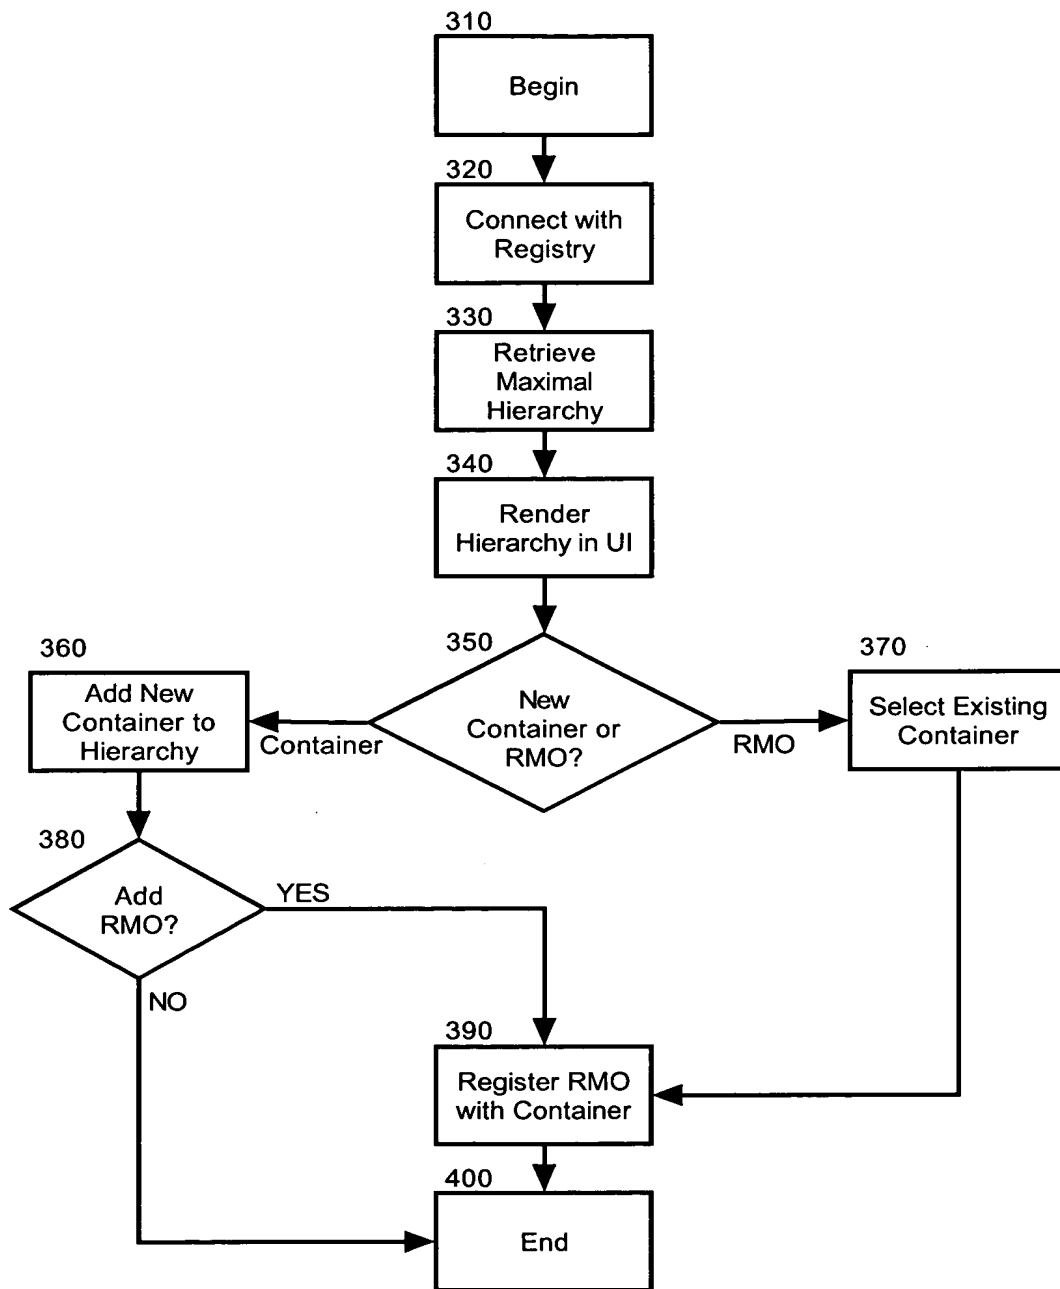 310
Begin
320
Connect with
Registry
330
Retrieve
Maximal
Hierarchy
340
Render
Hierarchy in UI
350
New
Container or
RMO?
360
Add New
Container to
Hierarchy
Container
370
Select Existing
Container
RMO
380
Add
RMO?
YES
NO
390
Register RMO
with Container
400
End